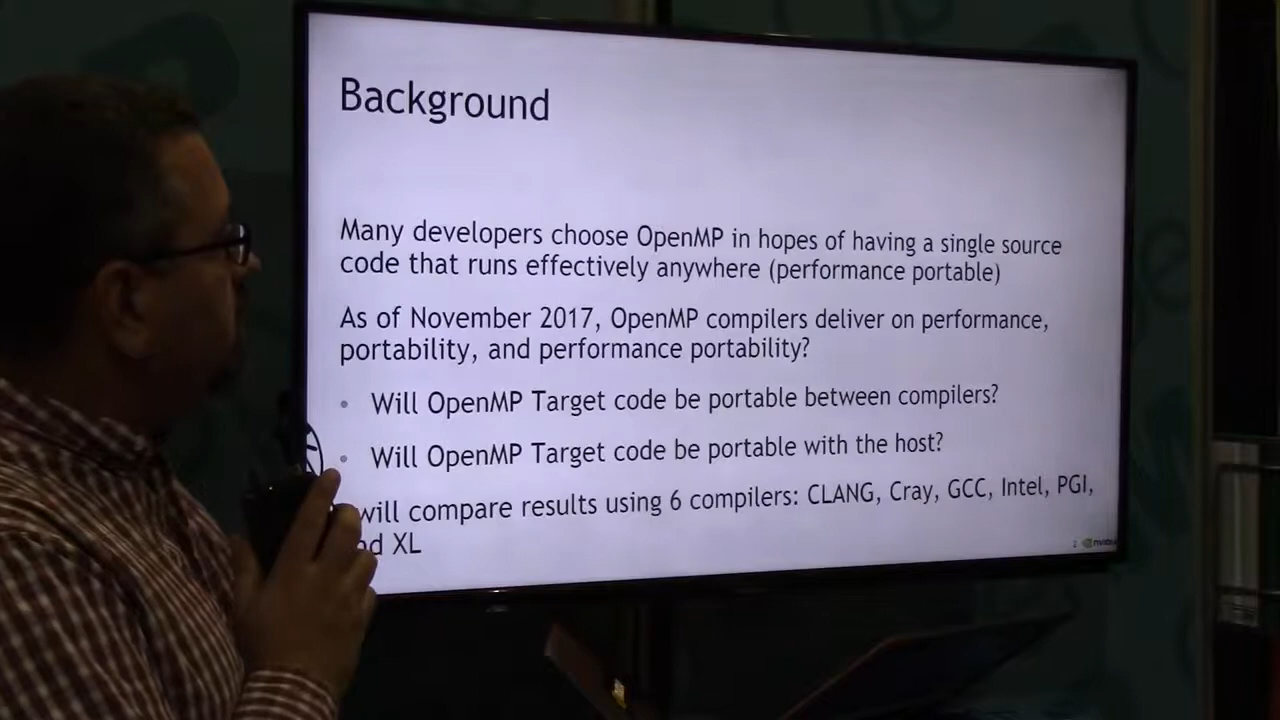 Background
Many developers choose OpenMP in hopes of having a single source
code that runs effectively anywhere (performance portable)
As of November 2017, OpenMP compilers deliver on performance,
portability, and performance portability?
• Will OpenMP Target code be portable between compilers?
• Will OpenMP Target code be portable with the host?
will compare results using 6 compilers: CLANG, Cray, GCC, Intel, PGI,
XL
2 nvidia